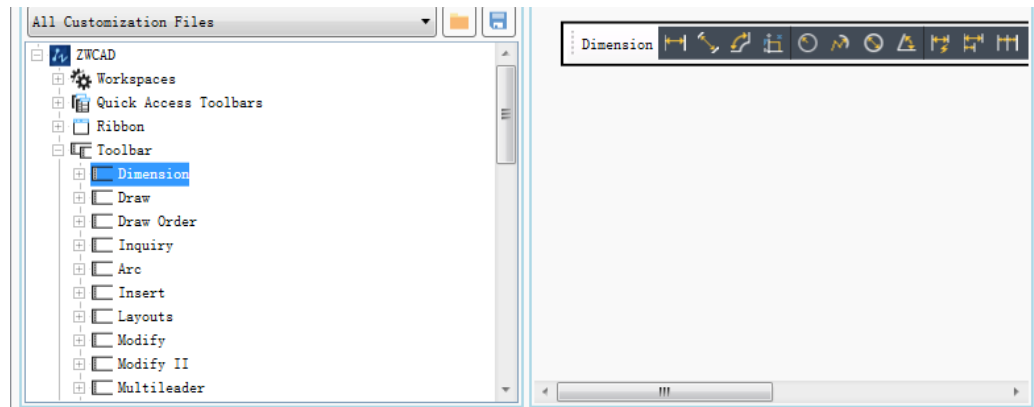 All Customization Files
ZWCAD
Workspaces
Quick Access Toolbars
Ribbon
Toolbar
Dimension
Draw
Draw Order
Inquiry
Arc
Insert
Layouts
Modify
Modify II
Multileader
Dimension